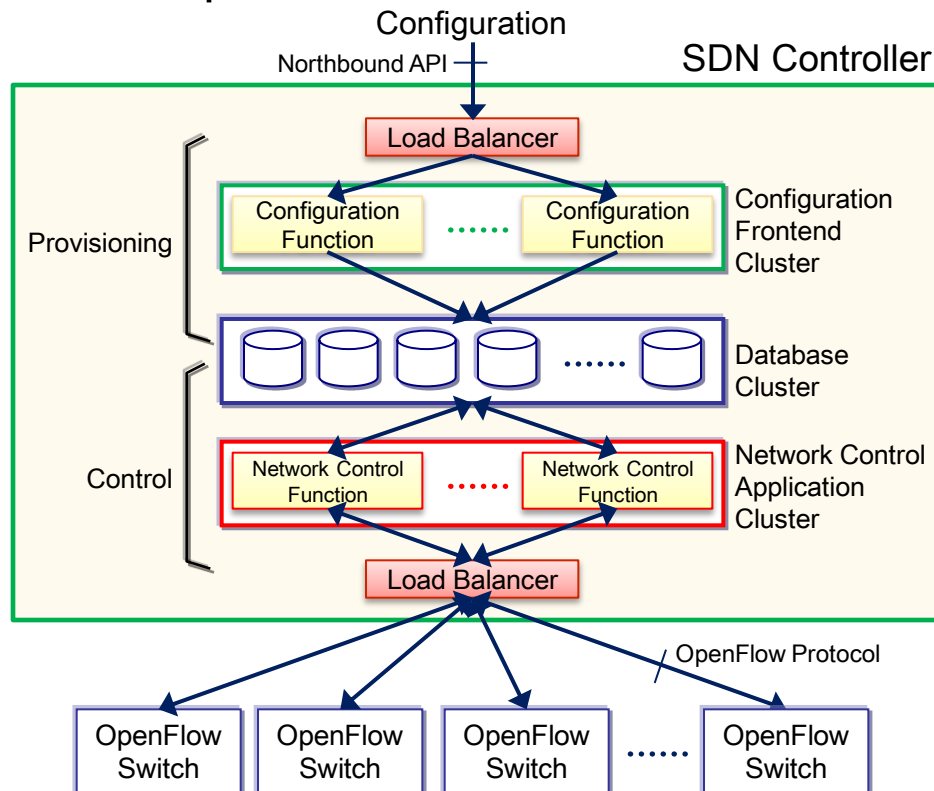 Configuration
Northbound API
SDN Controller
Load Balancer
Provisioning
Configuration
Function
Configuration
Function
Configuration
Frontend
Cluster
Database
Cluster
Control
Network Control
Function
Network Control
Function
Network Control
Application
Cluster
Load Balancer
OpenFlow Protocol
OpenFlow
Switch
OpenFlow
Switch
OpenFlow
Switch
OpenFlow
Switch